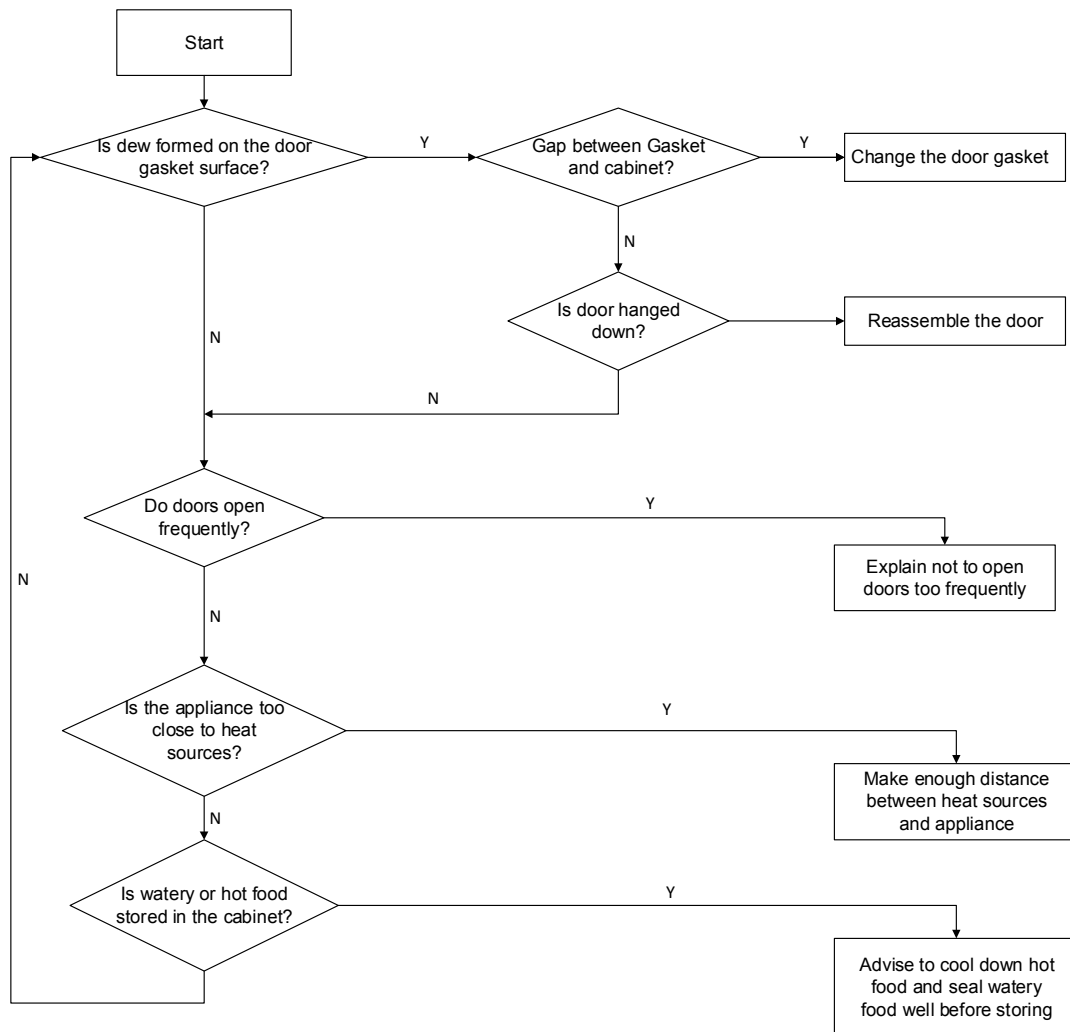 Start
Is dew formed on the door
gasket surface?
Y
Gap between Gasket
and cabinet?
Y
Change the door gasket
N
Is door hanged
down?
Reassemble the door
N
N
Do doors open
frequently?
Y
Explain not to open
doors too frequently
N
N
Is the appliance too
close to heat
sources?
Y
Make enough distance
between heat sources
and appliance
N
Is watery or hot food
stored in the cabinet?
Y
Advise to cool down hot
food and seal watery
food well before storing